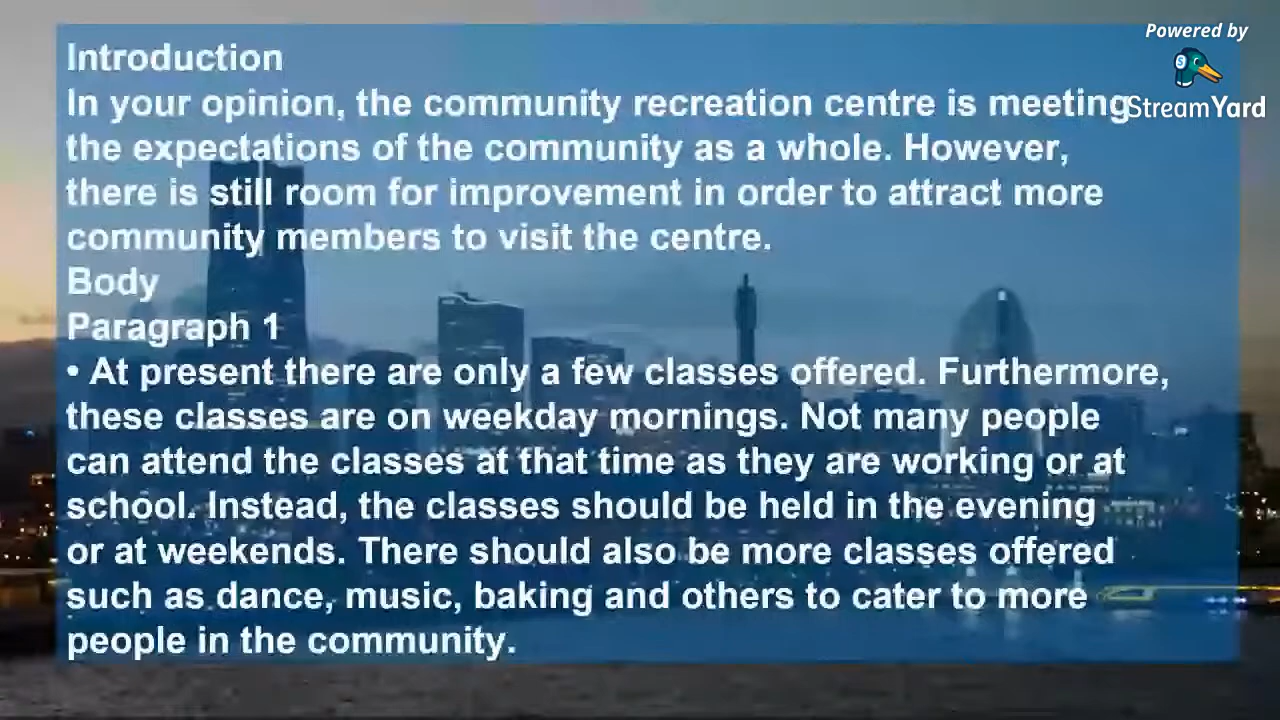 Powered by
StreamYard
Introduction
In your opinion, the community recreation centre is meeting
the expectations of the community as a whole. However,
there is still room for improvement in order to attract more
community members to visit the centre.
Body
Paragraph 1
• At present there are only a few classes offered. Furthermore,
these classes are on weekday mornings. Not many people
can attend the classes at that time as they are working or at
school. Instead, the classes should be held in the evening
or at weekends. There should also be more classes offered
such as dance, music, baking and others to cater to more
people in the community.